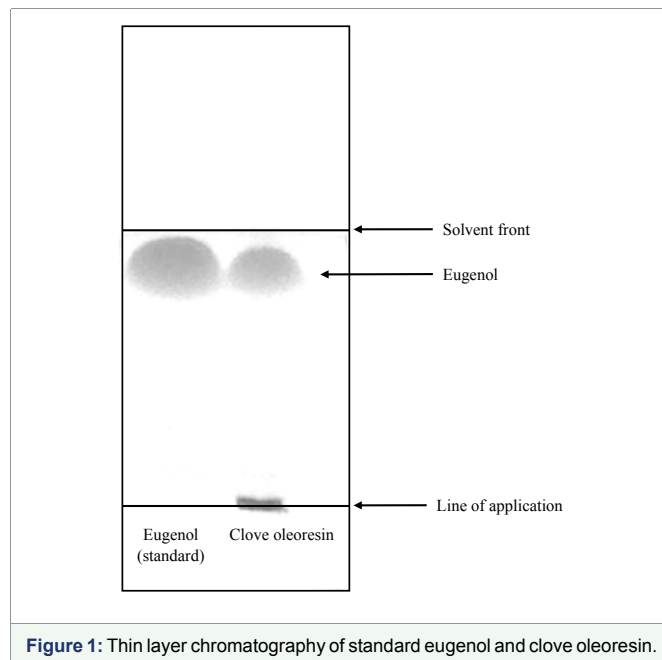 Solvent front
Eugenol
Line of application
Eugenol
(standard)
Clove oleoresin
Figure 1: Thin layer chromatography of standard eugenol and clove oleoresin.